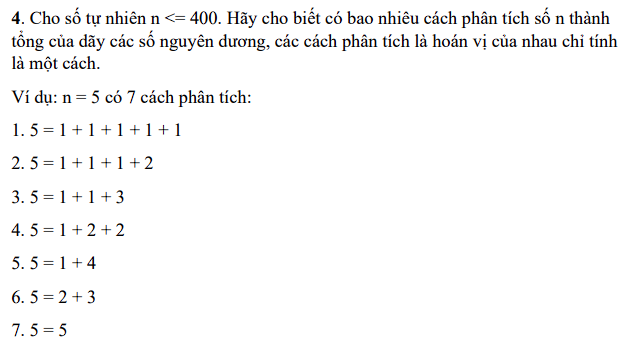 4. Cho số tự nhiên n <= 400. Hãy cho biết có bao nhiêu cách phân tích số n thành
tổng của dãy các số nguyên dương, các cách phân tích là hoán vị của nhau chỉ tính
là một cách.
Ví dụ: n = 5 có 7 cách phân tích:
1. 5 = 1 + 1 + 1 + 1 + 1
2. 5 = 1 + 1 + 1 + 2
3. 5 = 1 + 1 + 3
4. 5 = 1 + 2 + 2
5. 5 = 1 + 4
6. 5 = 2 + 3
7. 5 = 5